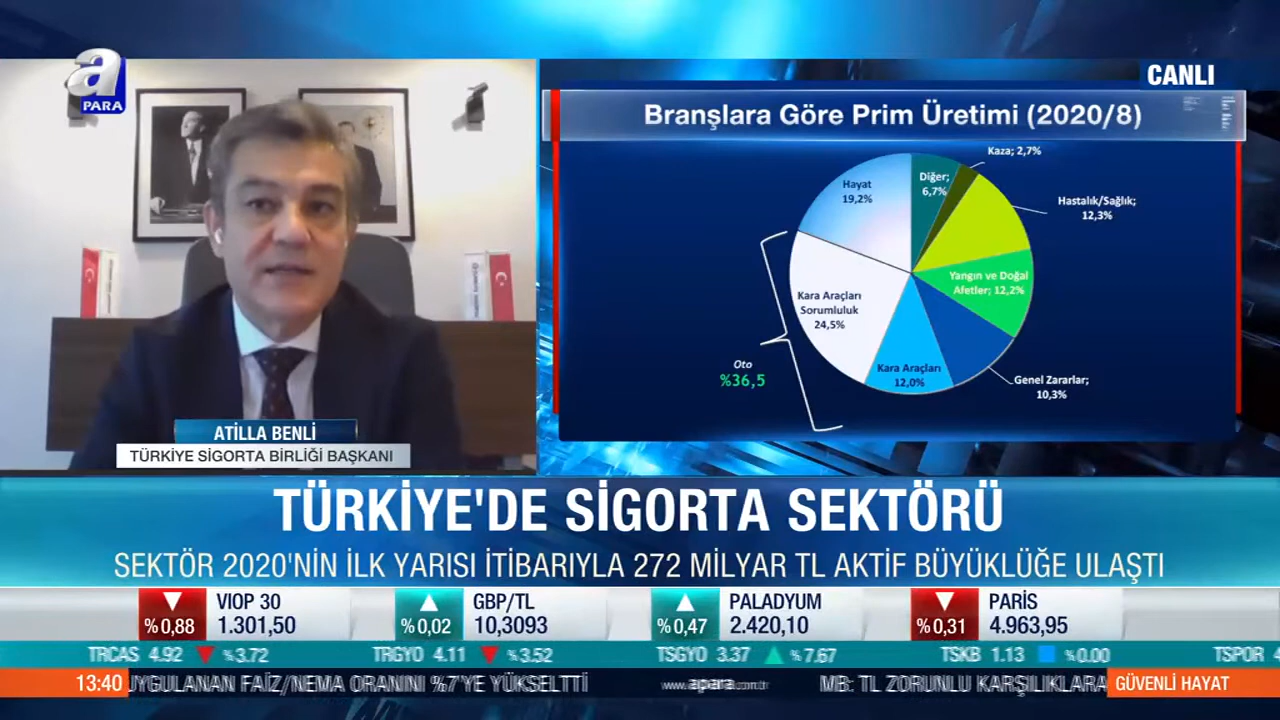 a
PARA
CANLI
Branşlara Göre Prim Üretimi (2020/8)
Kaza; 2,7%
Diğer;
6,7%
Hayat
19,2%
Hastalık/Sağlık;
12,3%
Yangın ve Doğal
Afetler; 12,2%
Kara Araçları
Sorumluluk
24,5%
Oto
%36,5
Kara Araçları
12,0%
Genel Zararlar;
10,3%
ATİLLA BENLİ
TÜRKİYE SİGORTA BİRLİĞİ BAŞKANI
TÜRKİYE'DE SİGORTA SEKTÖRÜ
SEKTÖR 2020'NİN İLK YARISI İTİBARIYLA 272 MİLYAR TL AKTİF BÜYÜKLÜĞE ULAŞTI
%0,88 VIOP 30 1.301,50
%0,02 GBP/TL 10,3093
%0,47 PALADYUM 2.420,10
%0,31 PARİS 4.963,95
TRCAS 4.92 %3.72 TRGYO 4.11 %3.52 TSGYO 3.37 %7.67 TSKB 1.13 %0.00 TSPOR 4
13:40 UYGULANAN FAİZ/NEMA ORANINI %7'YE YÜKSELTTİ www.apara.com.tr MB: TL ZORUNLU KARŞILIKLARA GÜVENLİ HAYAT